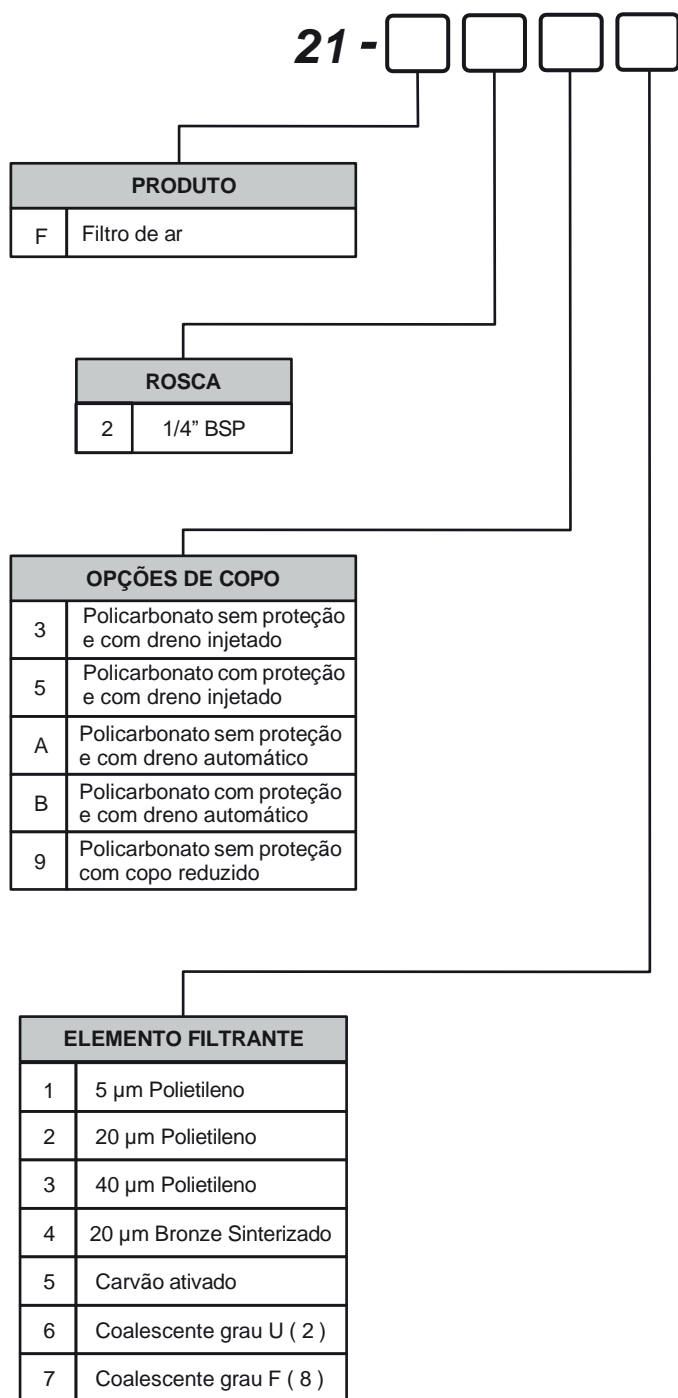 21 -
PRODUTO
F Filtro de ar
ROSCA
2 1/4” BSP
OPÇÕES DE COPO
3 Policarbonato sem proteção
e com dreno injetado
5 Policarbonato com proteção
e com dreno injetado
A Policarbonato sem proteção
e com dreno automático
B Policarbonato com proteção
e com dreno automático
9 Policarbonato sem proteção
com copo reduzido
ELEMENTO FILTRANTE
1 5 µm Polietileno
2 20 µm Polietileno
3 40 µm Polietileno
4 20 µm Bronze Sinterizado
5 Carvão ativado
6 Coalescente grau U ( 2 )
7 Coalescente grau F ( 8 )